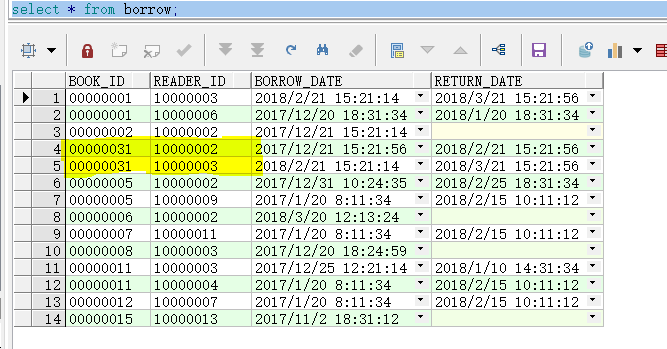 select * from borrow;
BOOK_ID READER_ID BORROW_DATE RETURN_DATE
1 00000001 10000003 2018/2/21 15:21:14 2018/3/21 15:21:56
2 00000001 10000006 2017/12/20 18:31:34 2018/1/20 18:31:34
3 00000002 10000002 2017/12/21 15:21:14
4 00000031 10000002 2017/12/21 15:21:56 2018/2/21 15:21:56
5 00000031 10000003 2018/2/21 15:21:14 2018/3/21 15:21:56
6 00000005 10000002 2017/12/31 10:24:35 2018/2/25 18:31:34
7 00000005 10000009 2017/1/20 8:11:34 2018/2/15 10:11:12
8 00000006 10000002 2018/3/20 12:13:24
9 00000007 10000011 2017/1/20 8:11:34 2018/2/15 10:11:12
10 00000008 10000003 2017/12/20 18:24:59
11 00000011 10000003 2017/12/25 12:21:14 2018/1/10 14:31:34
12 00000011 10000004 2017/1/20 8:11:34 2018/2/15 10:11:12
13 00000012 10000007 2017/1/20 8:11:34 2018/2/15 10:11:12
14 00000015 10000013 2017/11/2 18:31:12